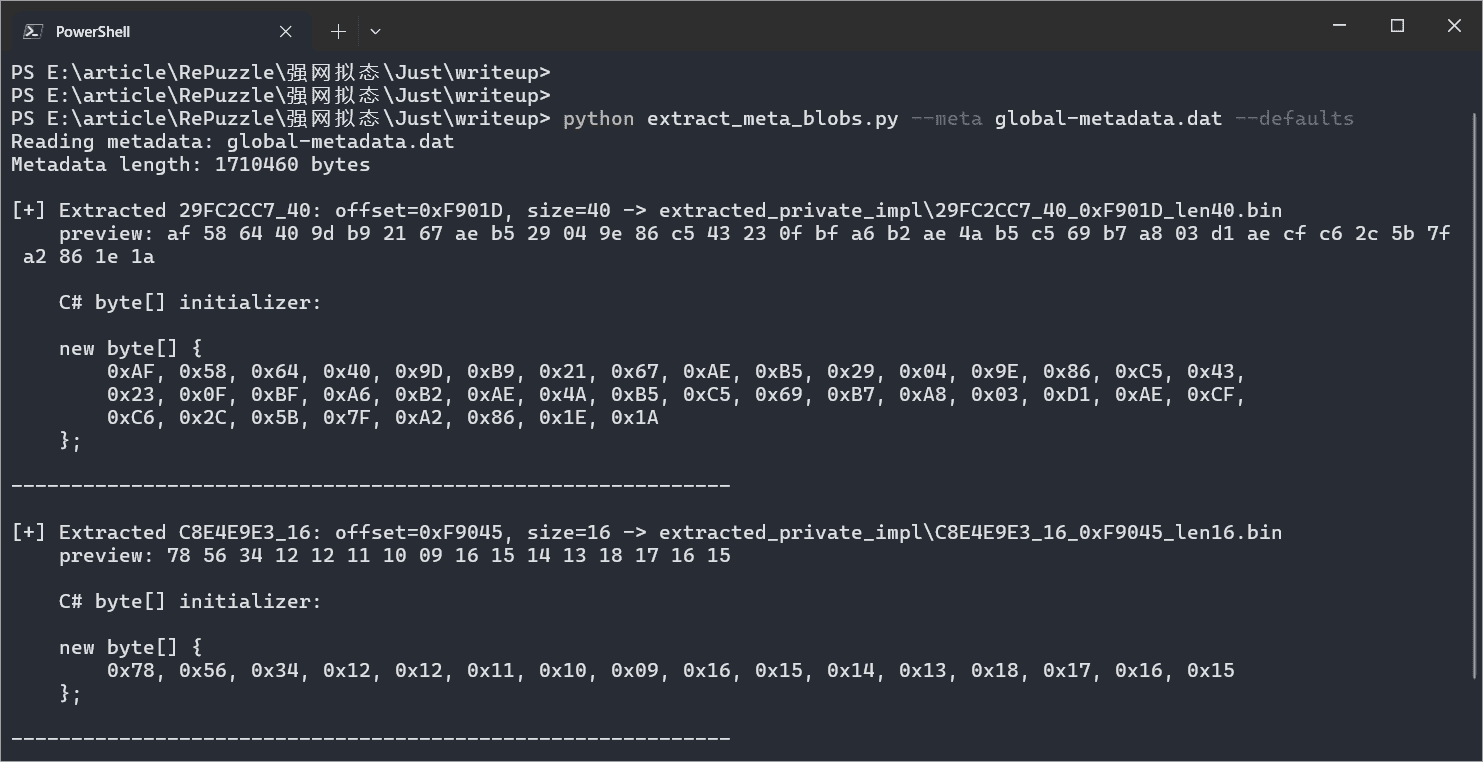 PowerShell
PS E:\article\RePuzzle\强网拟态\Just\writeup>
PS E:\article\RePuzzle\强网拟态\Just\writeup>
PS E:\article\RePuzzle\强网拟态\Just\writeup> python extract_meta_blobs.py --meta global-metadata.dat --defaults
Reading metadata: global-metadata.dat
Metadata length: 1710460 bytes
[+] Extracted 29FC2CC7_40: offset=0xF901D, size=40 -> extracted_private_impl\29FC2CC7_40_0xF901D_len40.bin
preview: af 58 64 40 9d b9 21 67 ae b5 29 04 9e 86 c5 43 23 0f bf a6 b2 ae 4a b5 c5 69 b7 a8 03 d1 ae cf c6 2c 5b 7f
a2 86 1e 1a
C# byte[] initializer:
new byte[] {
0xAF, 0x58, 0x64, 0x40, 0x9D, 0xB9, 0x21, 0x67, 0xAE, 0xB5, 0x29, 0x04, 0x9E, 0x86, 0xC5, 0x43,
0x23, 0x0F, 0xBF, 0xA6, 0xB2, 0xAE, 0x4A, 0xB5, 0xC5, 0x69, 0xB7, 0xA8, 0x03, 0xD1, 0xAE, 0xCF,
0xC6, 0x2C, 0x5B, 0x7F, 0xA2, 0x86, 0x1E, 0x1A
};
------------------------------------------------------------
[+] Extracted C8E4E9E3_16: offset=0xF9045, size=16 -> extracted_private_impl\C8E4E9E3_16_0xF9045_len16.bin
preview: 78 56 34 12 12 11 10 09 16 15 14 13 18 17 16 15
C# byte[] initializer:
new byte[] {
0x78, 0x56, 0x34, 0x12, 0x12, 0x11, 0x10, 0x09, 0x16, 0x15, 0x14, 0x13, 0x18, 0x17, 0x16, 0x15
};
------------------------------------------------------------